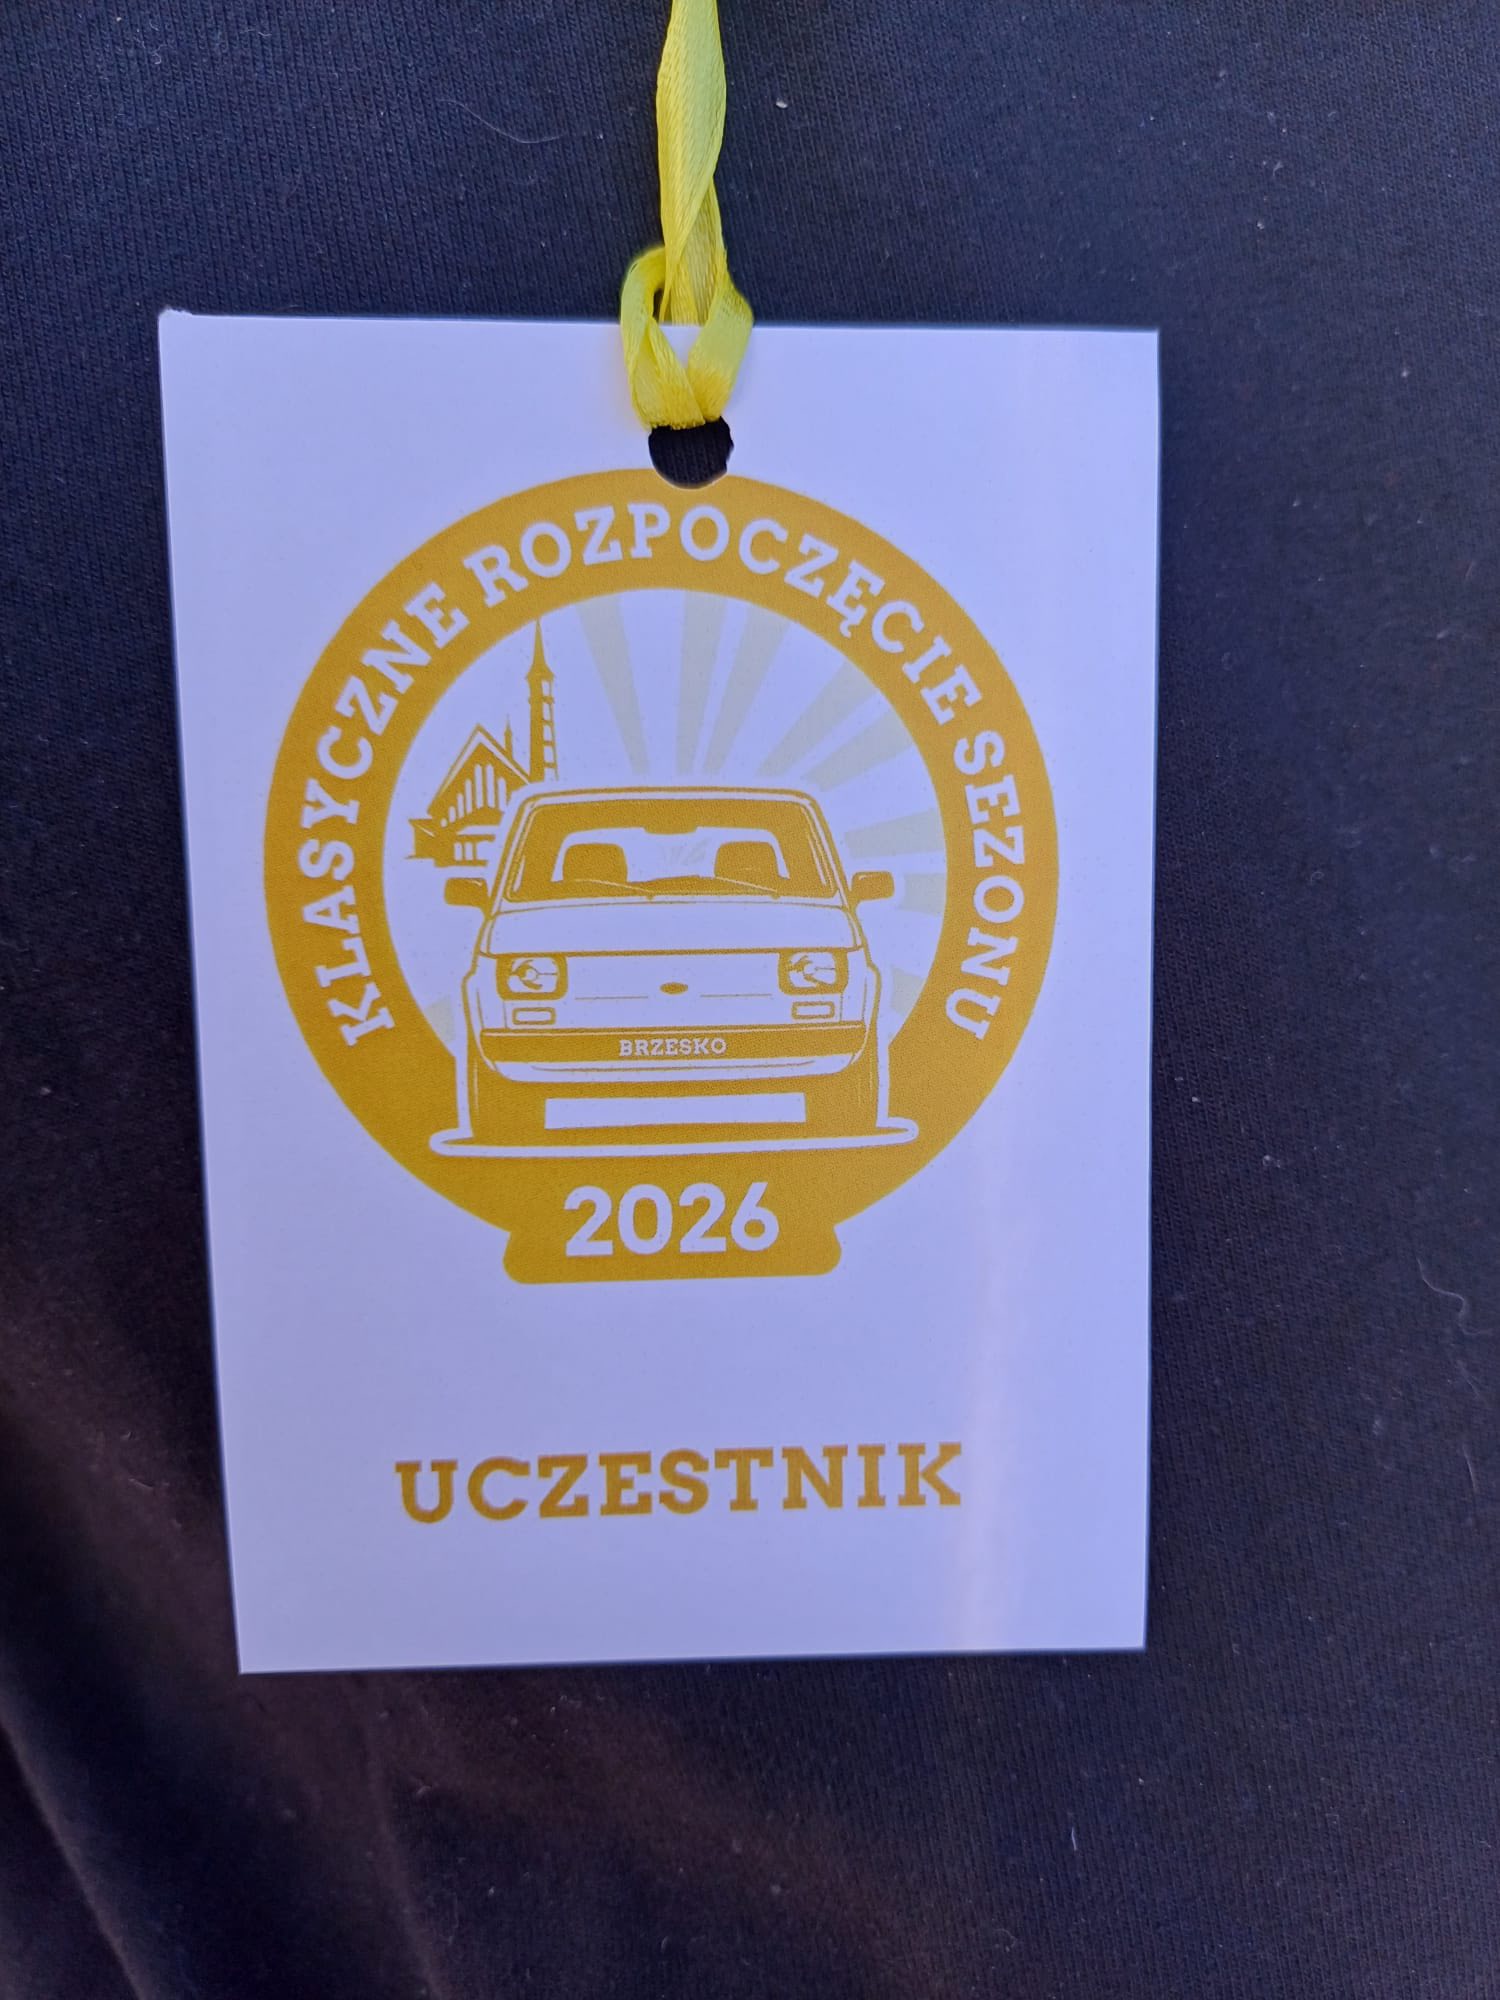 KLASYCZNE ROZPOCZĘCIE SEZONU
BRZESKO
2026
UCZESTNIK